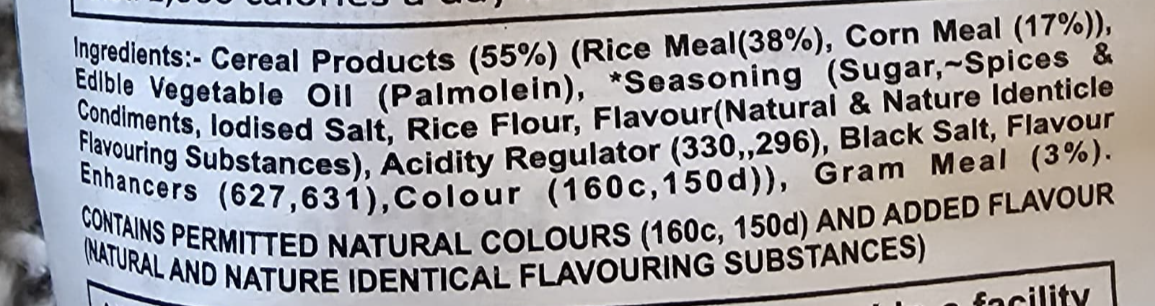 calories a day
Ingredients:- Cereal Products (55%) (Rice Meal(38%), Corn Meal (17%)),
Edible Vegetable Oil (Palmolein), *Seasoning (Sugar,~Spices &
Condiments, Iodised Salt, Rice Flour, Flavour(Natural & Nature Identicle
Flavouring Substances), Acidity Regulator (330,,296), Black Salt, Flavour
Enhancers (627,631),Colour (160c,150d)), Gram Meal (3%).
CONTAINS PERMITTED NATURAL COLOURS (160c, 150d) AND ADDED FLAVOUR
(NATURAL AND NATURE IDENTICAL FLAVOURING SUBSTANCES)
facility